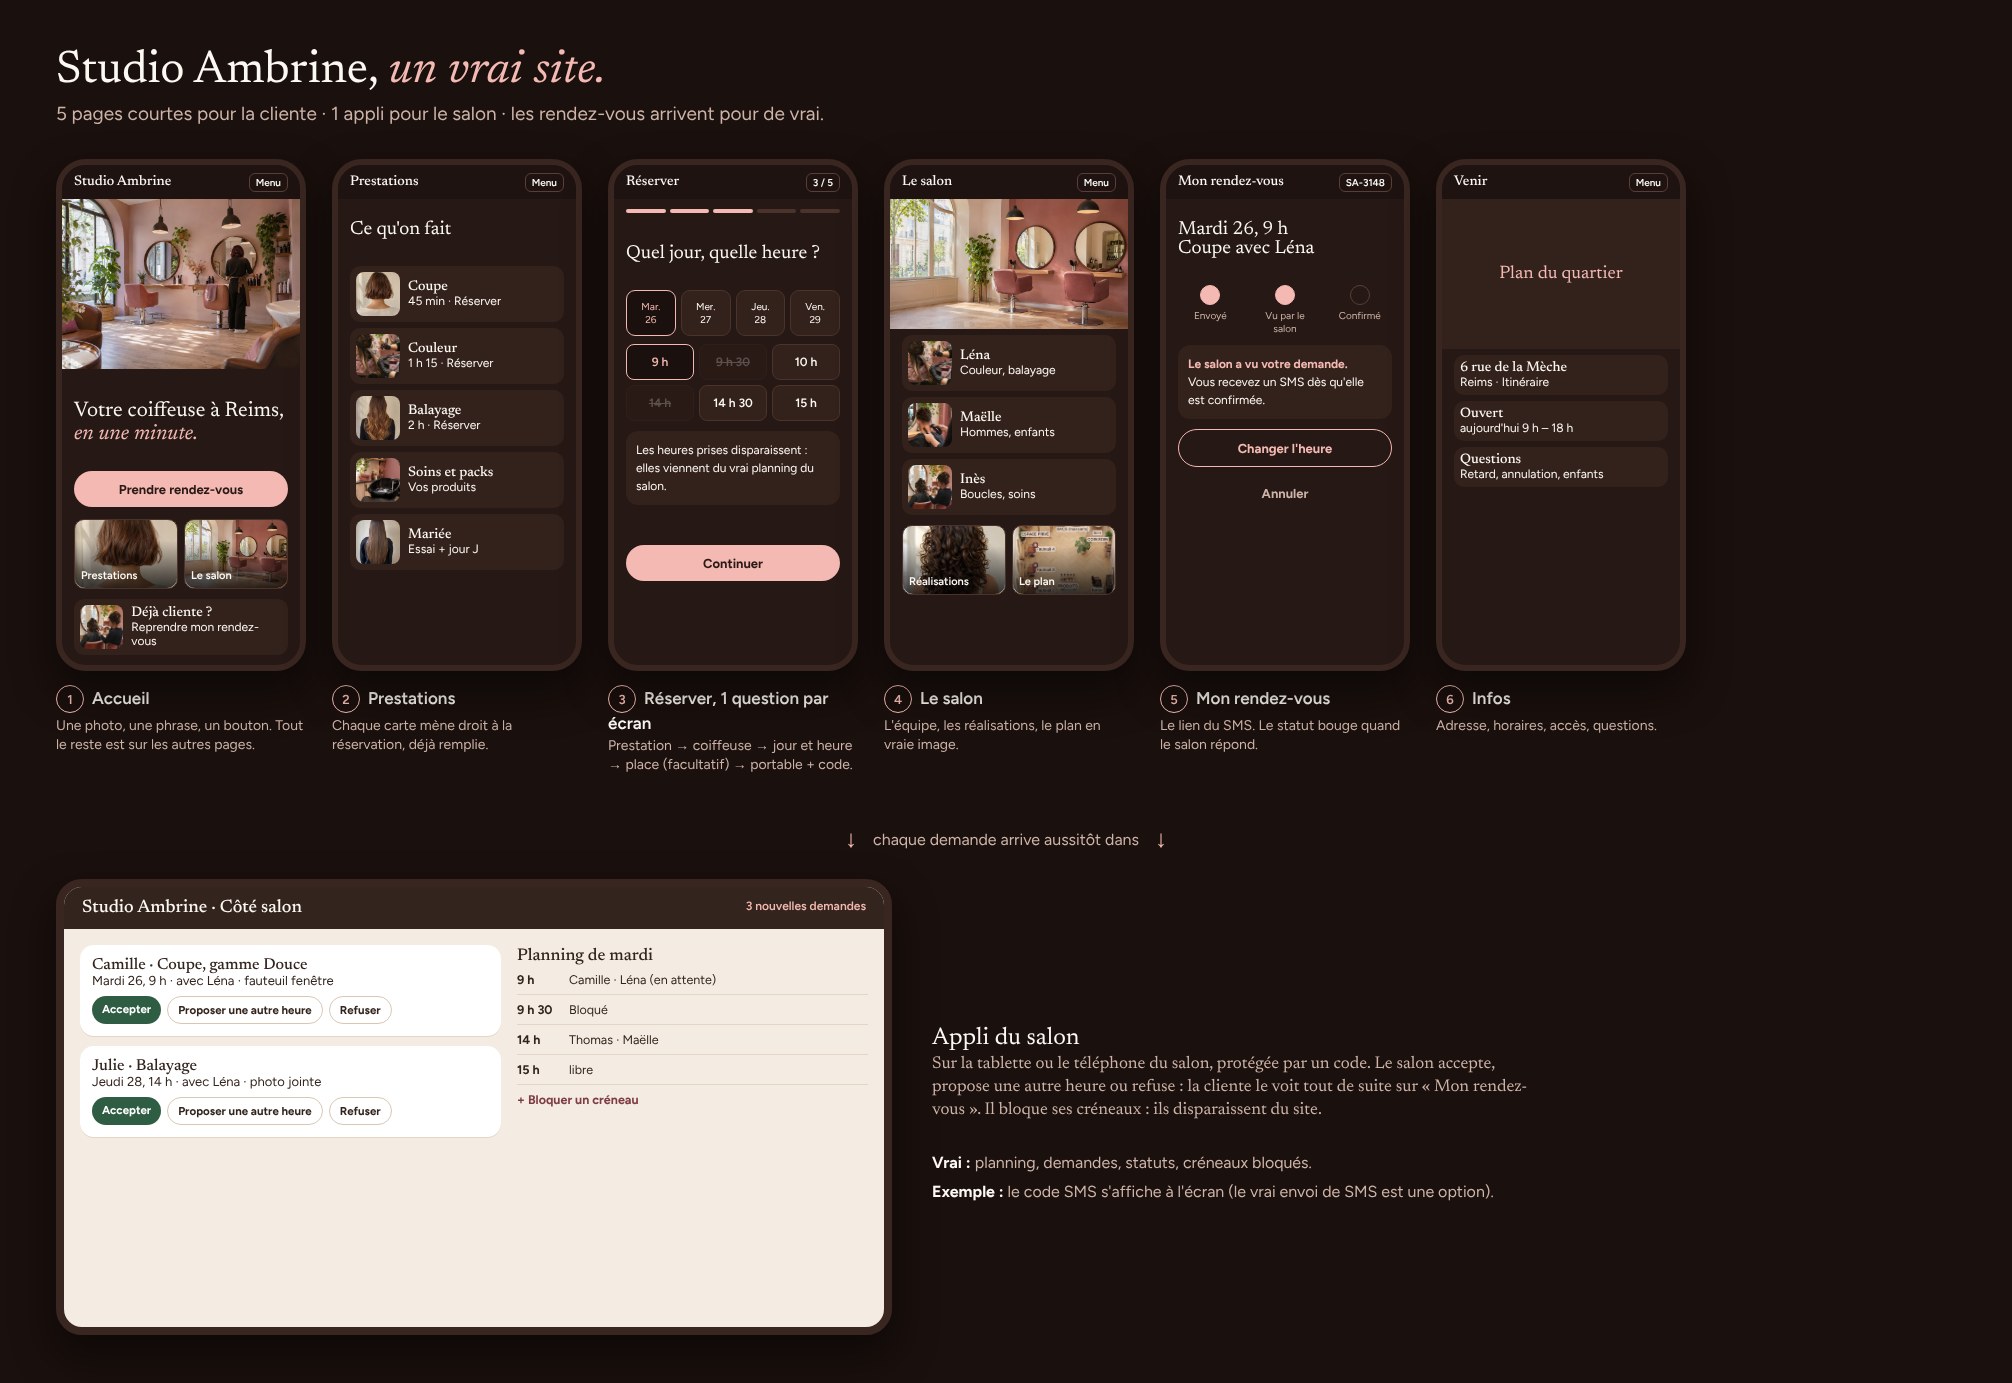 Studio Ambrine, un vrai site.
5 pages courtes pour la cliente · 1 appli pour le salon · les rendez-vous arrivent pour de vrai.
Studio Ambrine
Menu
Votre coiffeuse à Reims,
en une minute.
Prendre rendez-vous
Prestations
Le salon
Déjà cliente ?
Reprendre mon rendez-
vous
1 Accueil
Une photo, une phrase, un bouton. Tout
le reste est sur les autres pages.
Prestations
Menu
Ce qu'on fait
Coupe
45 min · Réserver
Couleur
1 h 15 · Réserver
Balayage
2 h · Réserver
Soins et packs
Vos produits
Mariée
Essai + jour J
2 Prestations
Chaque carte mène droit à la
réservation, déjà remplie.
Réserver
3 / 5
Quel jour, quelle heure ?
Mar. Mer. Jeu. Ven.
26 27 28 29
9 h 9 h 30 10 h
14 h 14 h 30 15 h
Les heures prises disparaissent :
elles viennent du vrai planning du
salon.
Continuer
3 Réserver, 1 question par
écran
Prestation → coiffeuse → jour et heure
→ place (facultatif) → portable + code.
Le salon
Menu
Léna
Couleur, balayage
Maëlle
Hommes, enfants
Inès
Boucles, soins
Réalisations
Le plan
4 Le salon
L'équipe, les réalisations, le plan en
vraie image.
Mon rendez-vous
SA-3148
Mardi 26, 9 h
Coupe avec Léna
Envoyé
Vu par le
salon
Confirmé
Le salon a vu votre demande.
Vous recevez un SMS dès qu'elle
est confirmée.
Changer l'heure
Annuler
5 Mon rendez-vous
Le lien du SMS. Le statut bouge quand
le salon répond.
Venir
Menu
Plan du quartier
6 rue de la Mèche
Reims · Itinéraire
Ouvert
aujourd'hui 9 h – 18 h
Questions
Retard, annulation, enfants
6 Infos
Adresse, horaires, accès, questions.
↓ chaque demande arrive aussitôt dans ↓
Studio Ambrine · Côté salon
3 nouvelles demandes
Camille · Coupe, gamme Douce
Mardi 26, 9 h · avec Léna · fauteuil fenêtre
Accepter
Proposer une autre heure
Refuser
Julie · Balayage
Jeudi 28, 14 h · avec Léna · photo jointe
Accepter
Proposer une autre heure
Refuser
Planning de mardi
9 h Camille · Léna (en attente)
9 h 30 Bloqué
14 h Thomas · Maëlle
15 h libre
+ Bloquer un créneau
Appli du salon
Sur la tablette ou le téléphone du salon, protégée par un code. Le salon accepte,
propose une autre heure ou refuse : la cliente le voit tout de suite sur « Mon rendez-
vous ». Il bloque ses créneaux : ils disparaissent du site.
Vrai : planning, demandes, statuts, créneaux bloqués.
Exemple : le code SMS s'affiche à l'écran (le vrai envoi de SMS est une option).